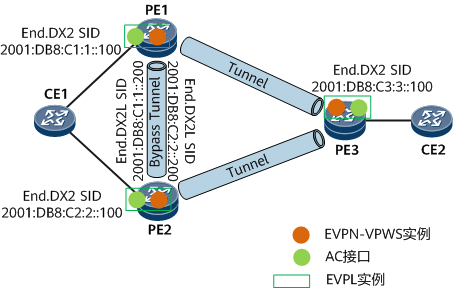 PE1
End.DX2 SID
2001:DB8:C1:1::100
Tunnel
End.DX2 SID
2001:DB8:C3:3::100
CE1
End.DX2L SID
2001:DB8:C1:1::200
Bypass Tunnel
2001:DB8:C2:2::200
End.DX2L SID
PE3
CE2
Tunnel
End.DX2 SID
2001:DB8:C2:2::100
PE2
EVPN-VPWS实例
AC接口
EVPL实例